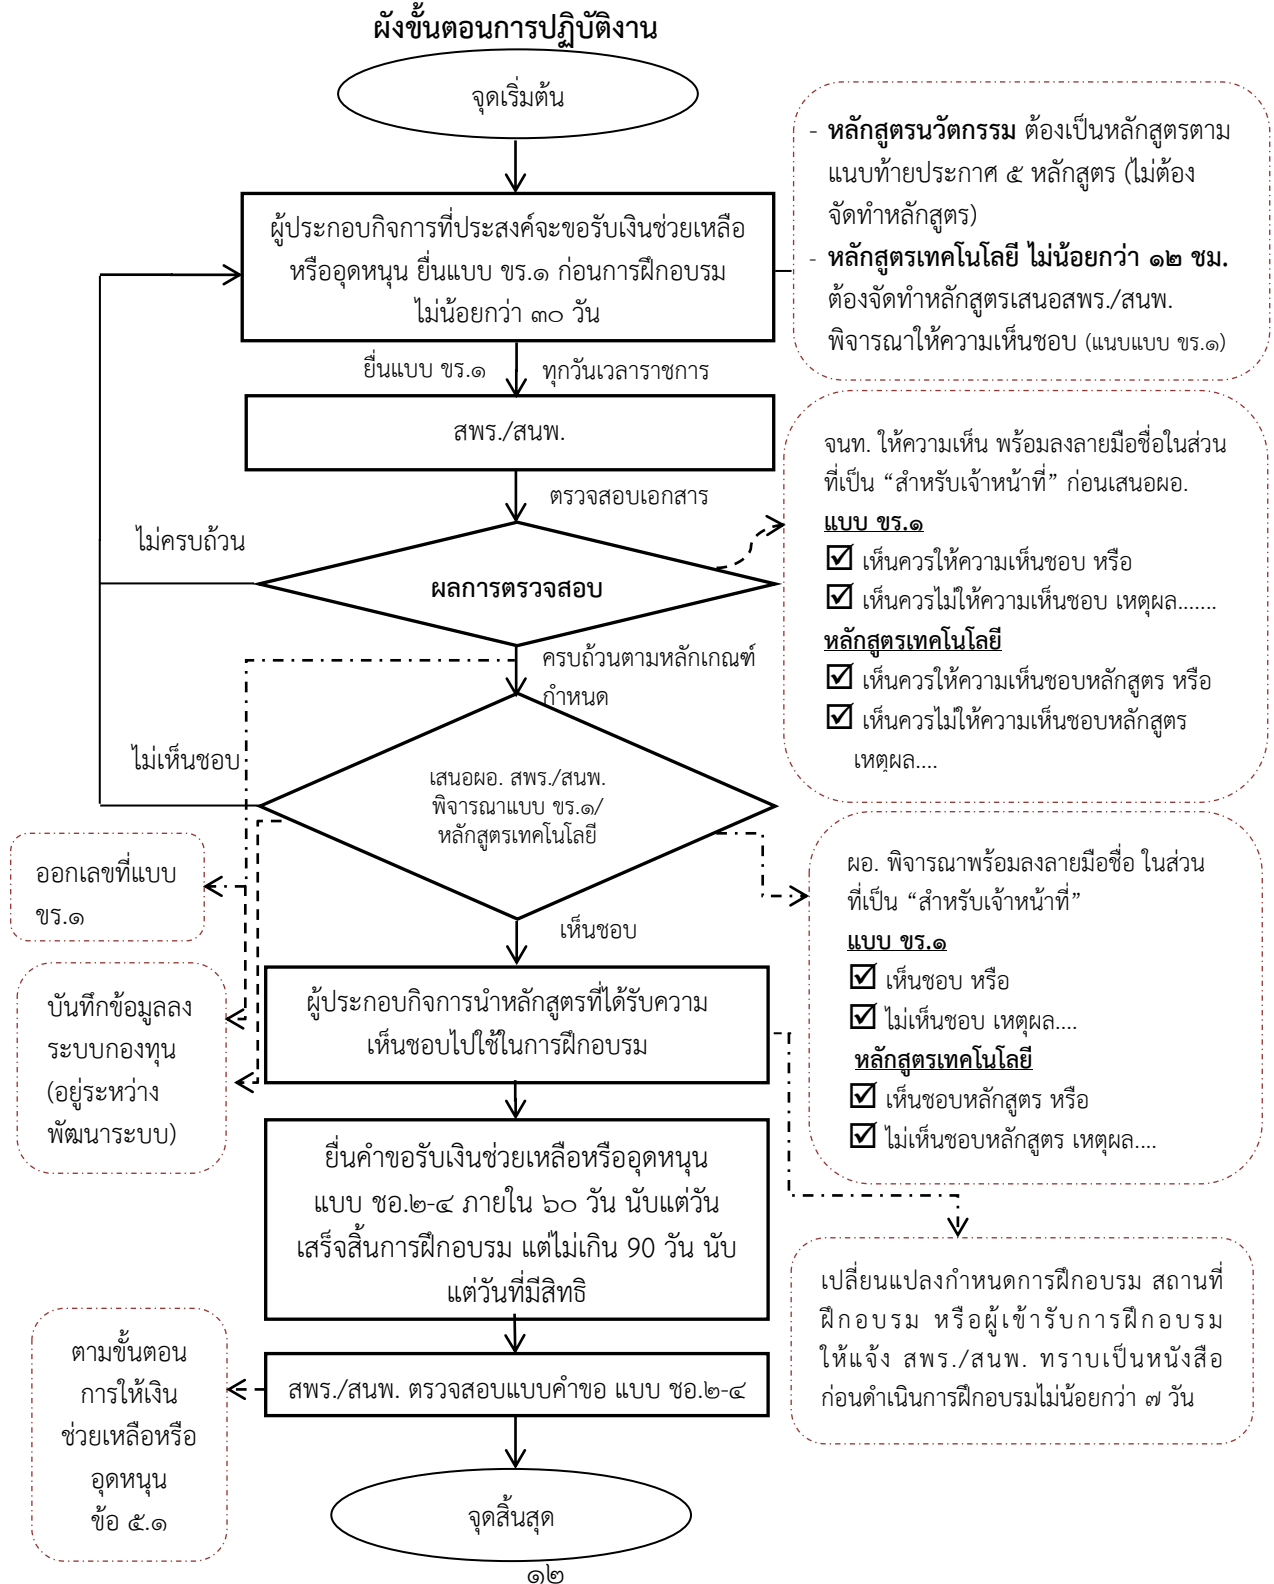 ผังขั้นตอนการปฏิบัติงาน
จุดเริ่มต้น
- หลักสูตรนวัตกรรม ต้องเป็นหลักสูตรตาม
แนบท้ายประกาศ ๕ หลักสูตร (ไม่ต้อง
จัดทำหลักสูตร)
- หลักสูตรเทคโนโลยี ไม่น้อยกว่า ๑๒ ชม.
ต้องจัดทำหลักสูตรเสนอสพร./สนพ.
พิจารณาให้ความเห็นชอบ (แนบแบบ ขร.๑)
ผู้ประกอบกิจการที่ประสงค์จะขอรับเงินช่วยเหลือ
หรืออุดหนุน ยื่นแบบ ขร.๑ ก่อนการฝึกอบรม
ไม่น้อยกว่า ๓๐ วัน
ยื่นแบบ ขร.๑ ทุกวันเวลาราชการ
สพร./สนพ.
ตรวจสอบเอกสาร
จนท. ให้ความเห็น พร้อมลงลายมือชื่อในส่วน
ที่เป็น “สำหรับเจ้าหน้าที่” ก่อนเสนอผอ.
แบบ ขร.๑
☑ เห็นควรให้ความเห็นชอบ หรือ
☑ เห็นควรไม่ให้ความเห็นชอบ เหตุผล.......
หลักสูตรเทคโนโลยี
☑ เห็นควรให้ความเห็นชอบหลักสูตร หรือ
☑ เห็นควรไม่ให้ความเห็นชอบหลักสูตร
เหตุผล....
ไม่ครบถ้วน
ผลการตรวจสอบ
ครบถ้วนตามหลักเกณฑ์
กำหนด
ไม่เห็นชอบ
เสนอผอ. สพร./สนพ.
พิจารณาแบบ ขร.๑/
หลักสูตรเทคโนโลยี
ออกเลขที่แบบ
ขร.๑
เห็นชอบ
ผอ. พิจารณาพร้อมลงลายมือชื่อ ในส่วน
ที่เป็น “สำหรับเจ้าหน้าที่”
แบบ ขร.๑
☑ เห็นชอบ หรือ
☑ ไม่เห็นชอบ เหตุผล....
หลักสูตรเทคโนโลยี
☑ เห็นชอบหลักสูตร หรือ
☑ ไม่เห็นชอบหลักสูตร เหตุผล....
บันทึกข้อมูลลง
ระบบกองทุน
(อยู่ระหว่าง
พัฒนาระบบ)
ผู้ประกอบกิจการนำหลักสูตรที่ได้รับความ
เห็นชอบไปใช้ในการฝึกอบรม
ยื่นคำขอรับเงินช่วยเหลือหรืออุดหนุน
แบบ ชอ.๒-๔ ภายใน ๖๐ วัน นับแต่วัน
เสร็จสิ้นการฝึกอบรม แต่ไม่เกิน 90 วัน นับ
แต่วันที่มีสิทธิ
เปลี่ยนแปลงกำหนดการฝึกอบรม สถานที่
ฝึกอบรม หรือผู้เข้ารับการฝึกอบรม
ให้แจ้ง สพร./สนพ. ทราบเป็นหนังสือ
ก่อนดำเนินการฝึกอบรมไม่น้อยกว่า ๗ วัน
ตามขั้นตอน
การให้เงิน
ช่วยเหลือหรือ
อุดหนุน
ข้อ ๕.๑
สพร./สนพ. ตรวจสอบแบบคำขอ แบบ ชอ.๒-๔
จุดสิ้นสุด
๑๒